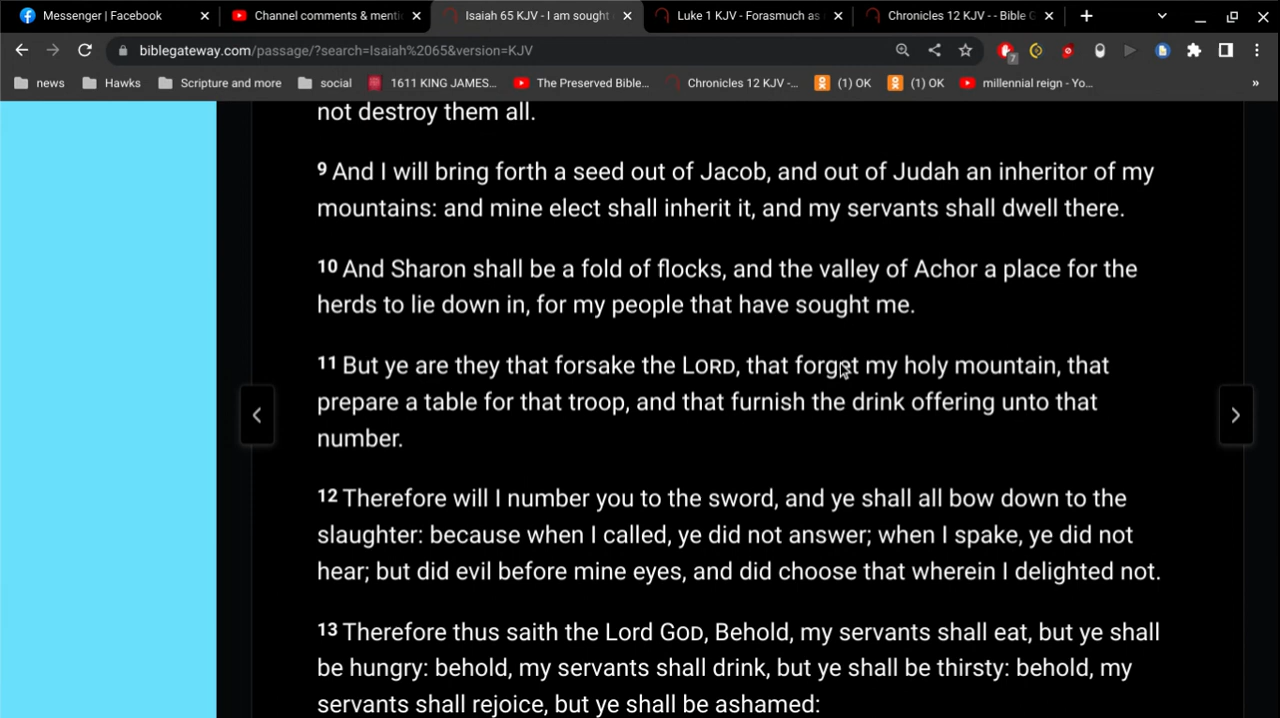 Messenger | Facebook
Channel comments & menti
Isaiah 65 KJV - I am sought
Luke 1 KJV - Forasmuch as
Chronicles 12 KJV - - Bible G
biblegateway.com/passage/?search=Isaiah%2065&version=KJV
7
news
Hawks
Scripture and more
social
1611 KING JAMES...
The Preserved Bible...
Chronicles 12 KJV -...
(1) OK
(1) OK
millennial reign - Yo...
»
not destroy them all.
9 And I will bring forth a seed out of Jacob, and out of Judah an inheritor of my
mountains: and mine elect shall inherit it, and my servants shall dwell there.
10 And Sharon shall be a fold of flocks, and the valley of Achor a place for the
herds to lie down in, for my people that have sought me.
11 But ye are they that forsake the LORD, that forget my holy mountain, that
prepare a table for that troop, and that furnish the drink offering unto that
number.
12 Therefore will I number you to the sword, and ye shall all bow down to the
slaughter: because when I called, ye did not answer; when I spake, ye did not
hear; but did evil before mine eyes, and did choose that wherein I delighted not.
13 Therefore thus saith the Lord GOD, Behold, my servants shall eat, but ye shall
be hungry: behold, my servants shall drink, but ye shall be thirsty: behold, my
servants shall rejoice, but ye shall be ashamed: